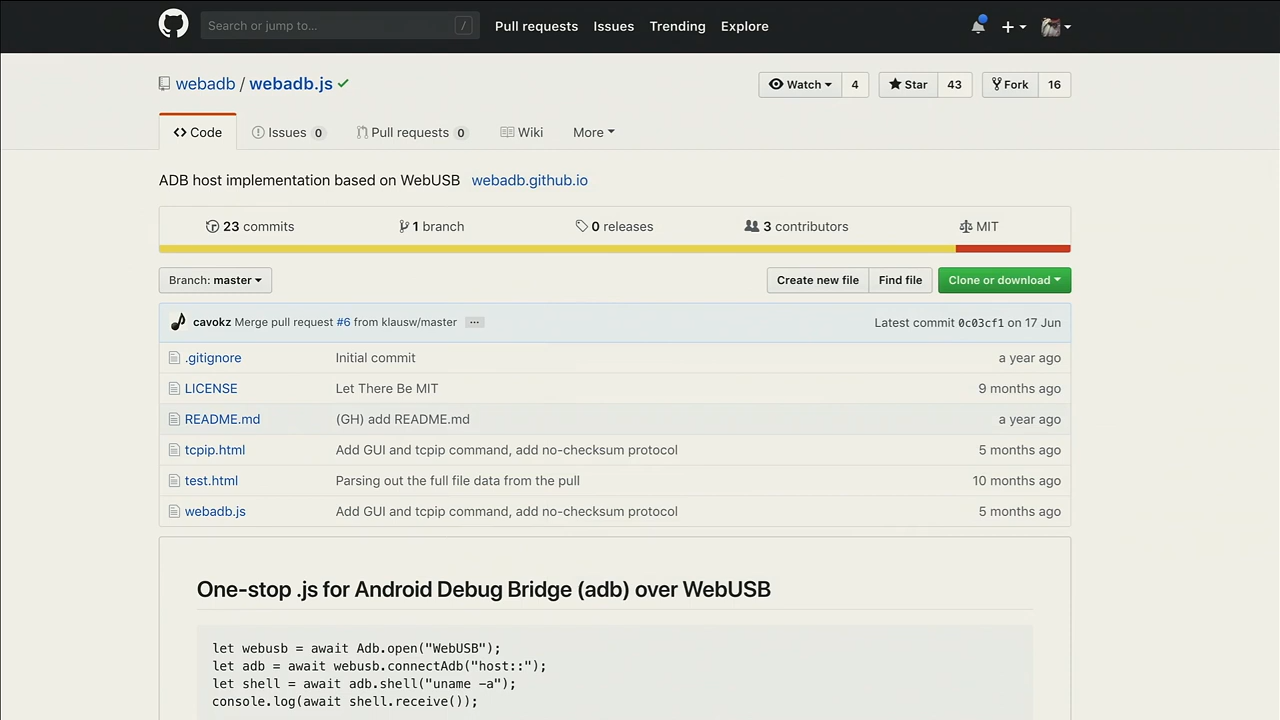 Search or jump to... / Pull requests Issues Trending Explore
webadb / webadb.js Watch 4 Star 43 Fork 16
Code Issues 0 Pull requests 0 Wiki More
ADB host implementation based on WebUSB webadb.github.io
23 commits 1 branch 0 releases 3 contributors MIT
Branch: master Create new file Find file Clone or download
cavokz Merge pull request #6 from klausw/master ... Latest commit 0c03cf1 on 17 Jun
.gitignore Initial commit a year ago
LICENSE Let There Be MIT 9 months ago
README.md (GH) add README.md a year ago
tcpip.html Add GUI and tcpip command, add no-checksum protocol 5 months ago
test.html Parsing out the full file data from the pull 10 months ago
webadb.js Add GUI and tcpip command, add no-checksum protocol 5 months ago
One-stop .js for Android Debug Bridge (adb) over WebUSB
let webusb = await Adb.open("WebUSB");
let adb = await webusb.connectAdb("host::");
let shell = await adb.shell("uname -a");
console.log(await shell.receive());